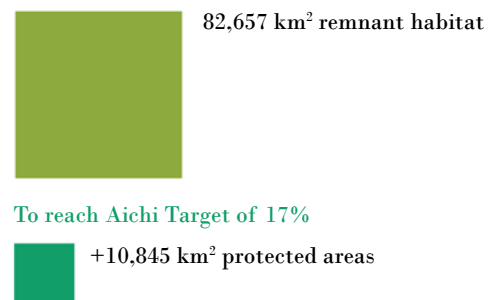 82,657 km² remnant habitat
To reach Aichi Target of 17%
+10,845 km² protected areas